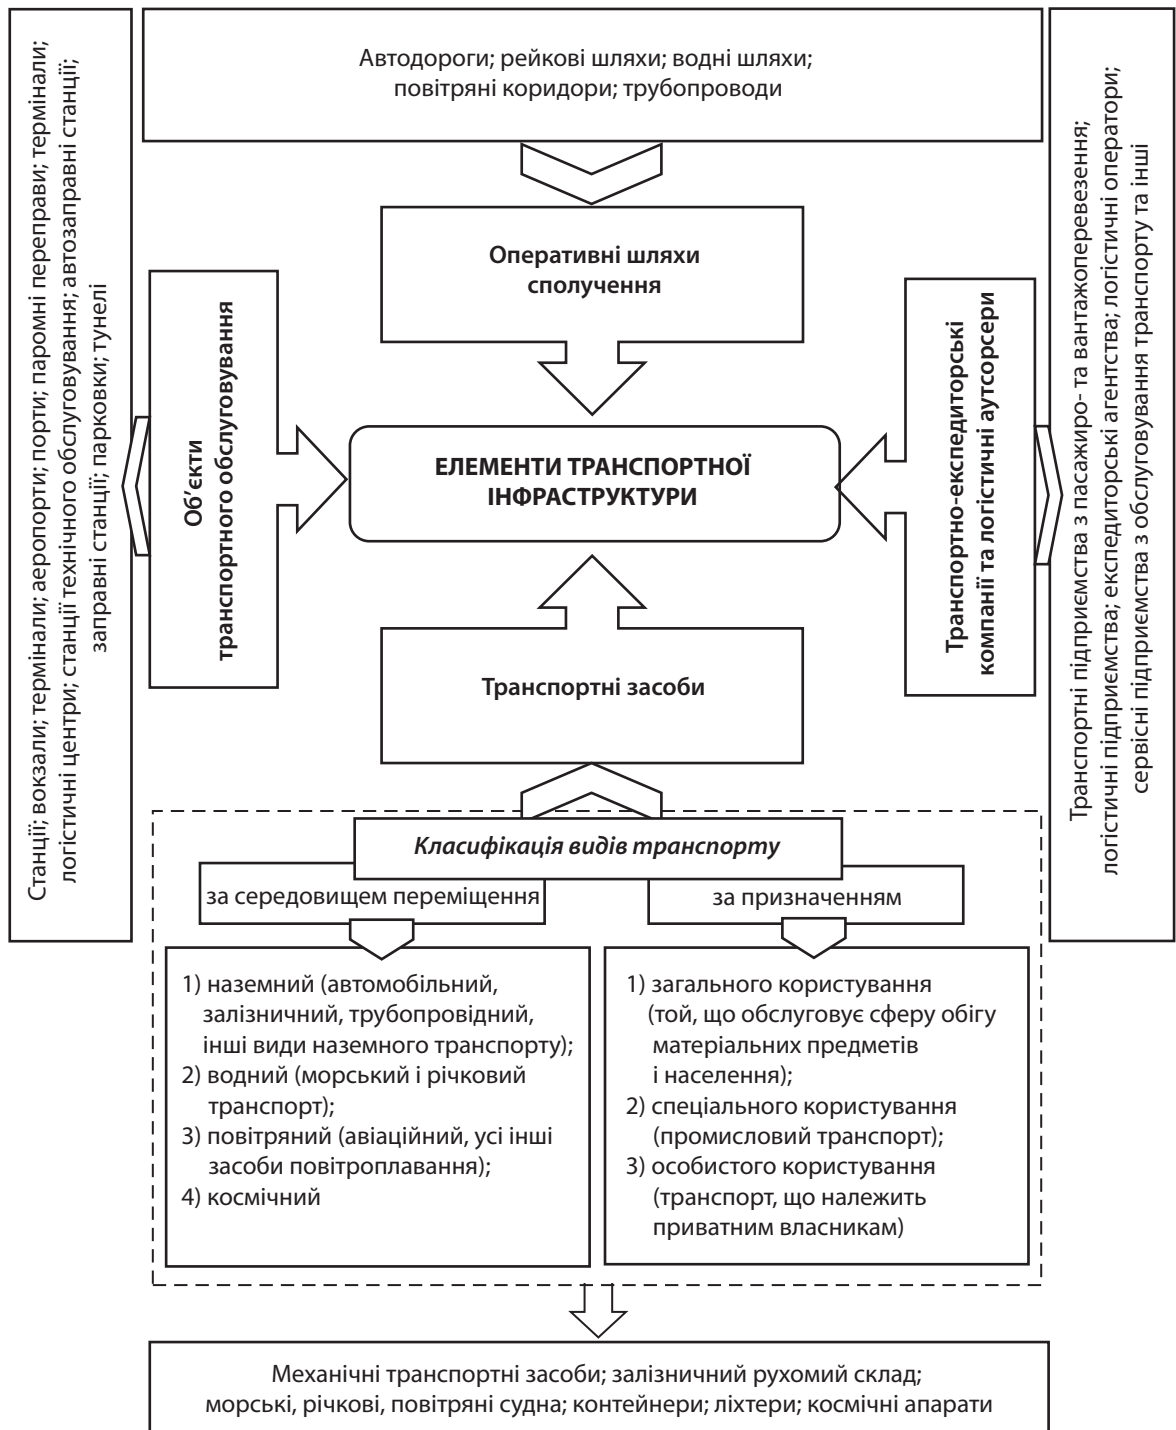 Автодороги; рейкові шляхи; водні шляхи;
повітряні коридори; трубопроводи
Станції; вокзали; термінали; аеропорти; порти; паромні переправи; термінали;
логістичні центри; станції технічного обслуговування; автозаправні станції;
заправні станції; парковки; тунелі
Об’єкти
транспортного обслуговування
Оперативні шляхи
сполучення
ЕЛЕМЕНТИ ТРАНСПОРТНОЇ
ІНФРАСТРУКТУРИ
Транспортно-експедиторські
компанії та логістичні аутсорсери
Транспортні підприємства з пасажиро- та вантажоперевезення;
логістичні підприємства; експедиторські агентства; логістичні оператори;
сервісні підприємства з обслуговування транспорту та інші
Транспортні засоби
Класифікація видів транспорту
за середовищем переміщення
за призначенням
1) наземний (автомобільний,
залізничний, трубопровідний,
інші види наземного транспорту);
2) водний (морський і річковий
транспорт);
3) повітряний (авіаційний, усі інші
засоби повітроплавання);
4) космічний
1) загального користування
(той, що обслуговує сферу обігу
матеріальних предметів
і населення);
2) спеціального користування
(промисловий транспорт);
3) особистого користування
(транспорт, що належить
приватним власникам)
Механічні транспортні засоби; залізничний рухомий склад;
морські, річкові, повітряні судна; контейнери; ліхтери; космічні апарати